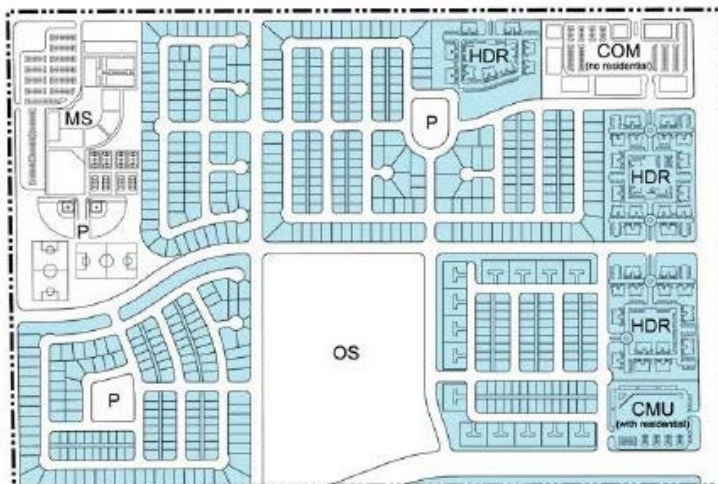 HDR
COM
(no residential)
MS
P
HDR
P
HDR
OS
P
CMU
(with residential)